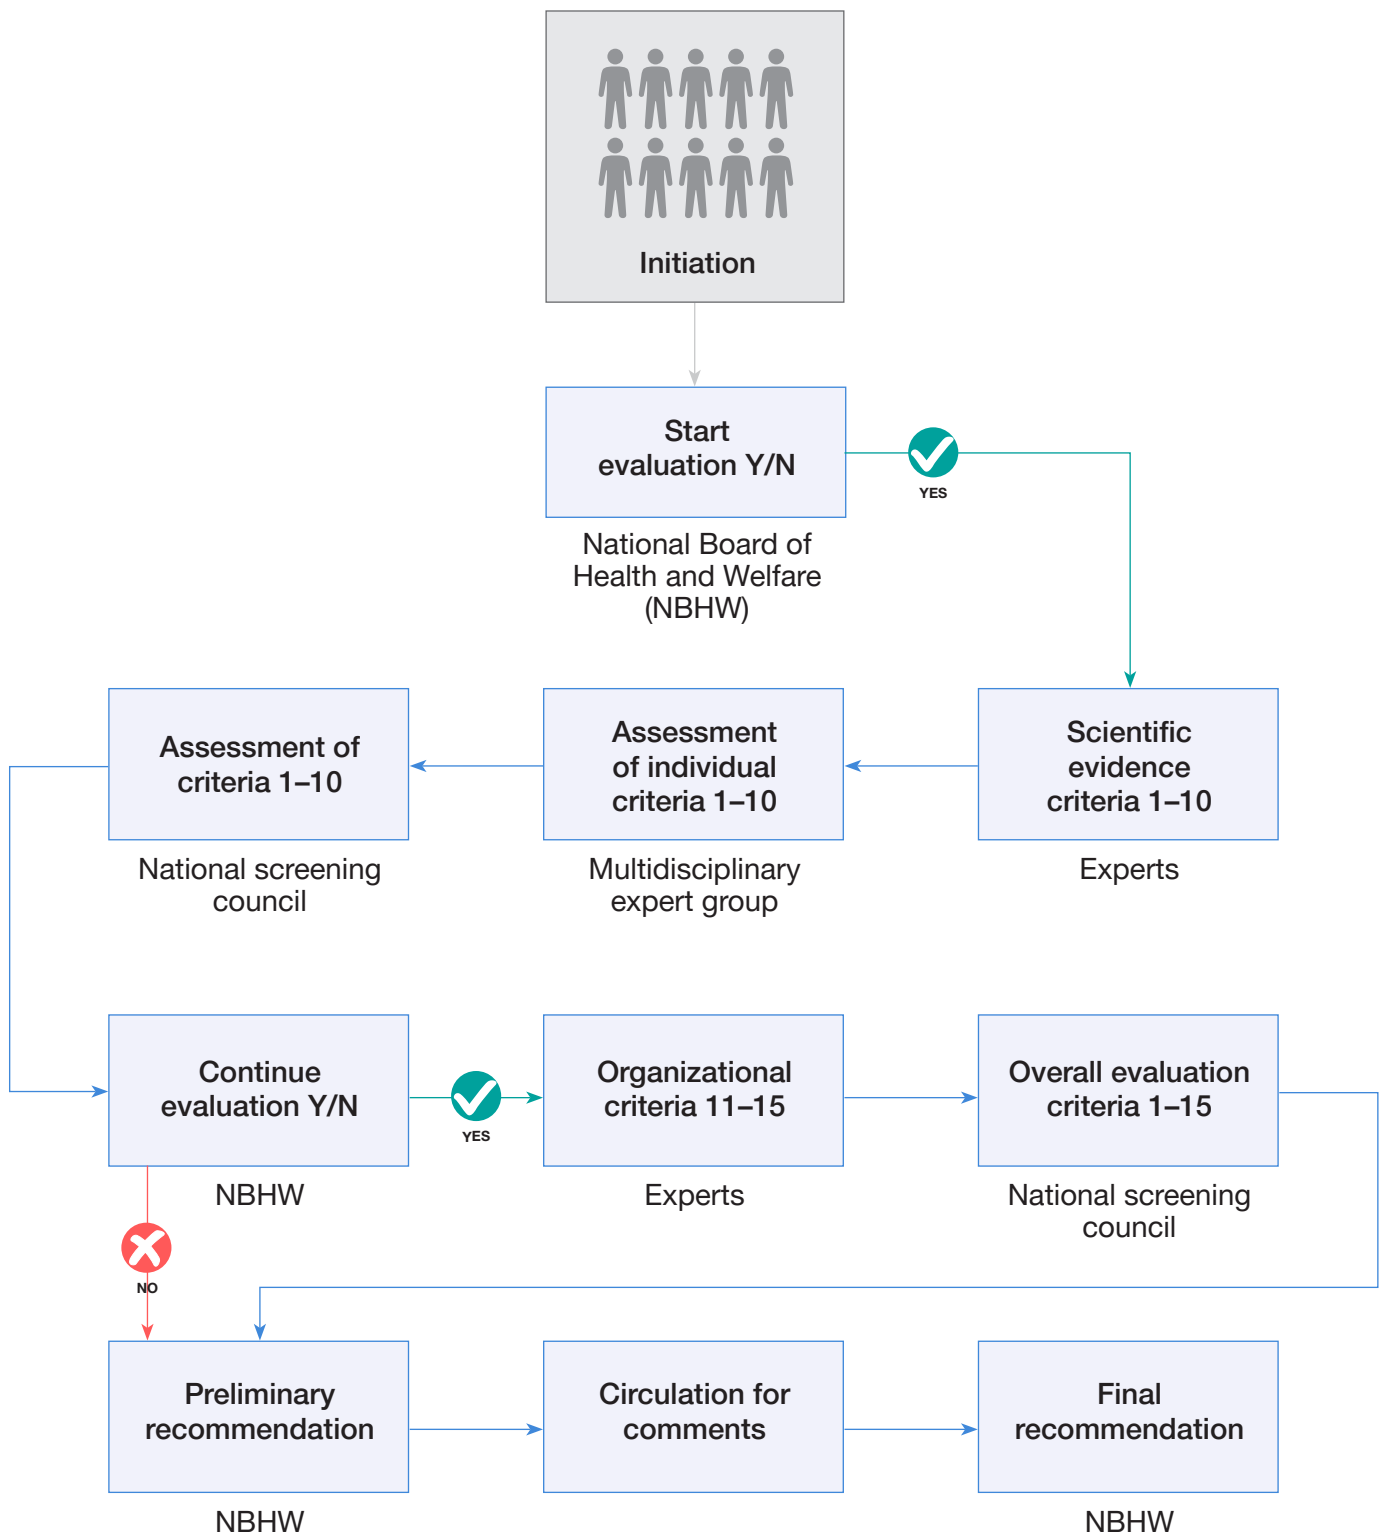 Initiation
Start
evaluation Y/N
YES
National Board of
Health and Welfare
(NBHW)
Assessment of
criteria 1–10
National screening
council
Assessment
of individual
criteria 1–10
Multidisciplinary
expert group
Scientific
evidence
criteria 1–10
Experts
Continue
evaluation Y/N
NBHW
YES
Organizational
criteria 11–15
Experts
Overall evaluation
criteria 1–15
National screening
council
NO
Preliminary
recommendation
NBHW
Circulation for
comments
Final
recommendation
NBHW